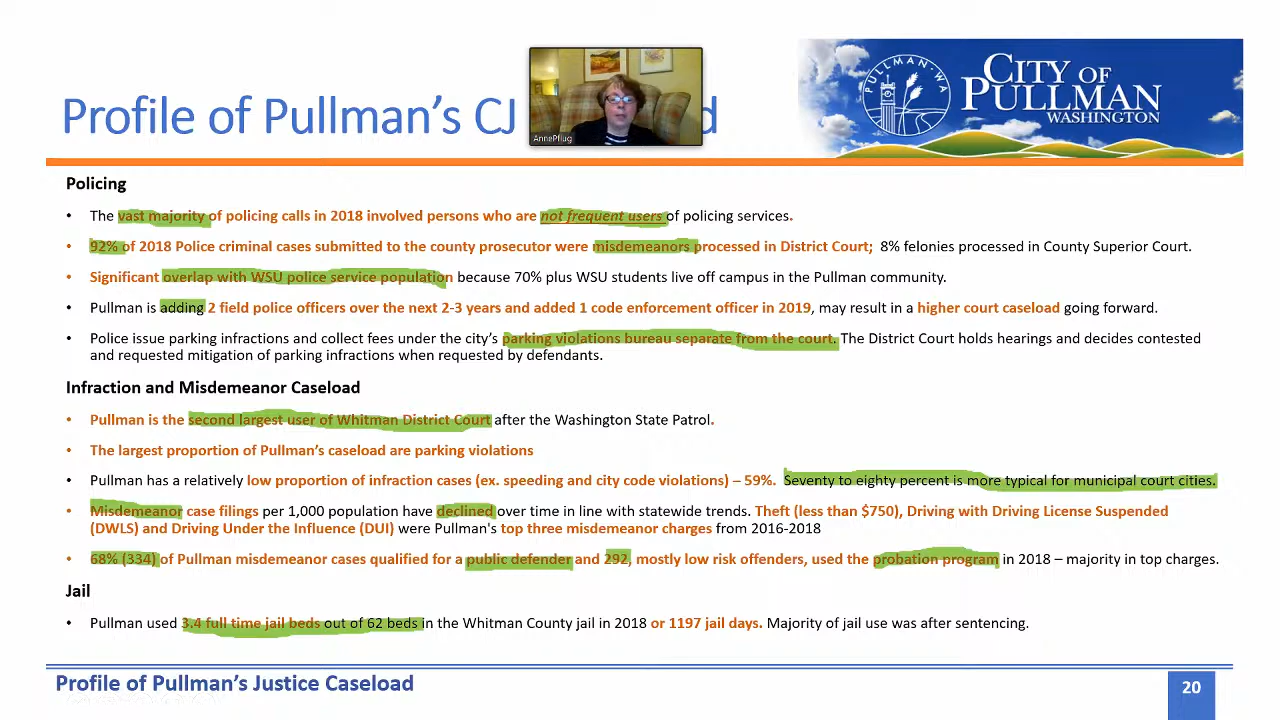 Profile of Pullman's CJ
d
AnnePflug
PULLMAN, WA
CITY OF
PULLMAN
WASHINGTON
Policing
• The vast majority of policing calls in 2018 involved persons who are not frequent users of policing services.
• 92% of 2018 Police criminal cases submitted to the county prosecutor were misdemeanors processed in District Court; 8% felonies processed in County Superior Court.
• Significant overlap with WSU police service population because 70% plus WSU students live off campus in the Pullman community.
• Pullman is adding 2 field police officers over the next 2-3 years and added 1 code enforcement officer in 2019, may result in a higher court caseload going forward.
• Police issue parking infractions and collect fees under the city's parking violations bureau separate from the court. The District Court holds hearings and decides contested
and requested mitigation of parking infractions when requested by defendants.
Infraction and Misdemeanor Caseload
• Pullman is the second largest user of Whitman District Court after the Washington State Patrol.
• The largest proportion of Pullman's caseload are parking violations
• Pullman has a relatively low proportion of infraction cases (ex. speeding and city code violations) – 59%. Seventy to eighty percent is more typical for municipal court cities.
• Misdemeanor case filings per 1,000 population have declined over time in line with statewide trends. Theft (less than $750), Driving with Driving License Suspended
(DWLS) and Driving Under the Influence (DUI) were Pullman's top three misdemeanor charges from 2016-2018
• 68% (334) of Pullman misdemeanor cases qualified for a public defender and 292, mostly low risk offenders, used the probation program in 2018 – majority in top charges.
Jail
• Pullman used 3.4 full time jail beds out of 62 beds in the Whitman County jail in 2018 or 1197 jail days. Majority of jail use was after sentencing.
Profile of Pullman's Justice Caseload
20